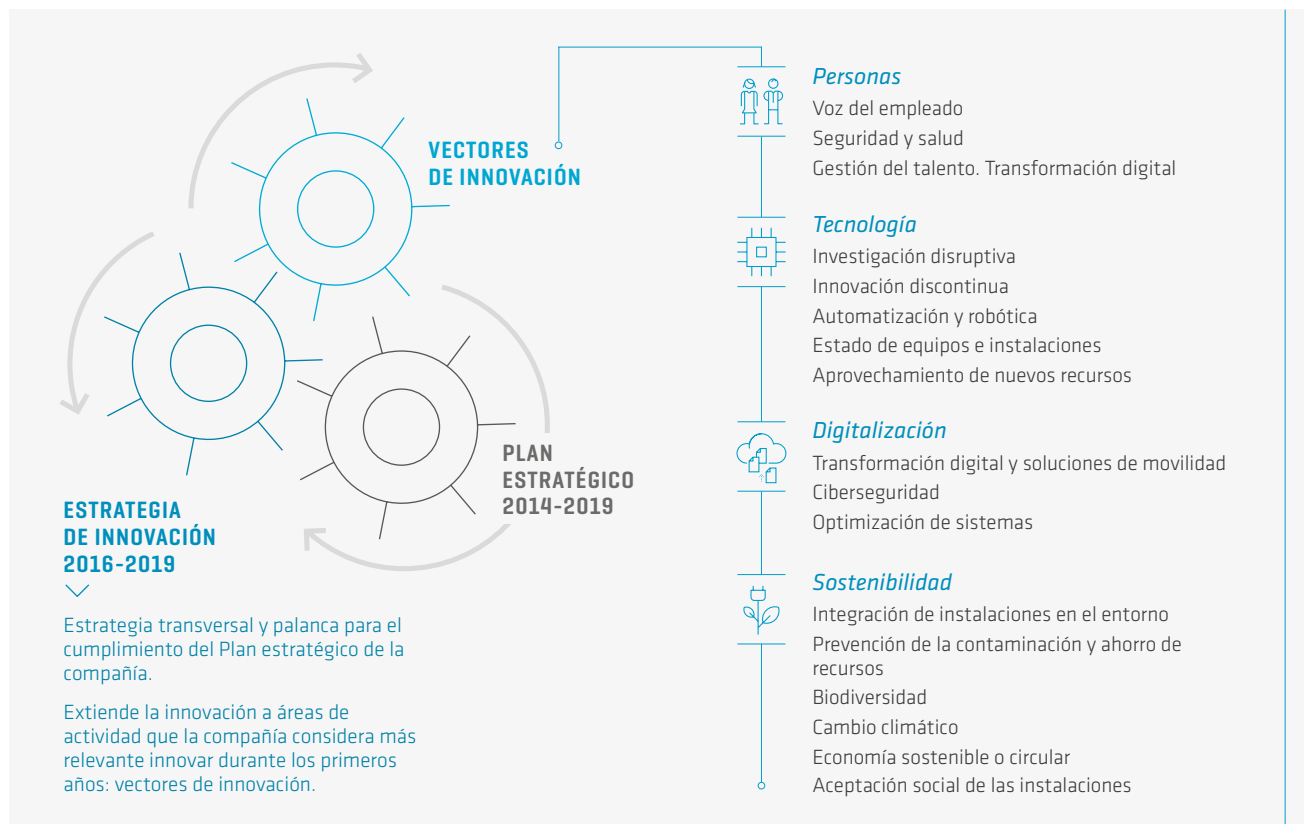 VECTORES
DE INNOVACIÓN
PLAN
ESTRATÉGICO
2014-2019
ESTRATEGIA
DE INNOVACIÓN
2016-2019
Estrategia transversal y palanca para el
cumplimiento del Plan estratégico de la
compañía.
Extiende la innovación a áreas de
actividad que la compañía considera más
relevante innovar durante los primeros
años: vectores de innovación.
Personas
Voz del empleado
Seguridad y salud
Gestión del talento. Transformación digital
Tecnología
Investigación disruptiva
Innovación discontinua
Automatización y robótica
Estado de equipos e instalaciones
Aprovechamiento de nuevos recursos
Digitalización
Transformación digital y soluciones de movilidad
Ciberseguridad
Optimización de sistemas
Sostenibilidad
Integración de instalaciones en el entorno
Prevención de la contaminación y ahorro de
recursos
Biodiversidad
Cambio climático
Economía sostenible o circular
Aceptación social de las instalaciones